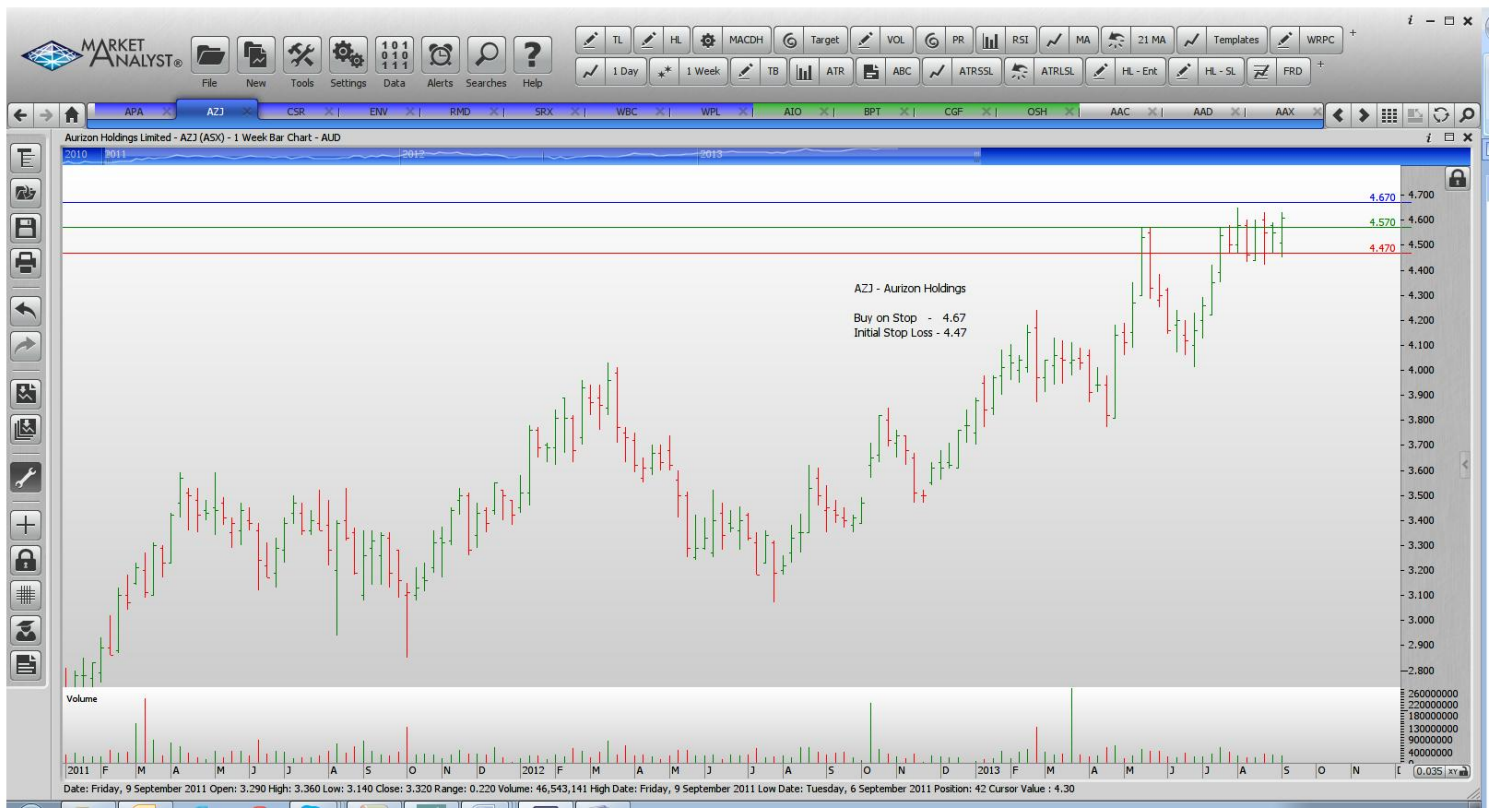 i
MARKET
ANALYST®
File
New
Tools
Settings
101
010
111
Data
Alerts
Searches
?
Help
TL
HL
MACDH
Target
VOL
PR
RSI
MA
21 MA
Templates
WRPC
+
1 Day
1 Week
TB
ATR
ABC
ATRSSL
ATRLSL
HL - Ent
HL - SL
FRD
+
APA
AZJ
CSR
ENV
RMD
SRX
WBC
WPL
AIO
BPT
CGF
OSH
AAC
AAD
AAX
Aurizon Holdings Limited - AZJ (ASX) - 1 Week Bar Chart - AUD
i
2010 2011 2012 2013
4.670
4.570
4.470
4.700
4.600
4.500
4.400
4.300
4.200
4.100
4.000
3.900
3.800
3.700
3.600
3.500
3.400
3.300
3.200
3.100
3.000
2.900
2.800
AZJ - Aurizon Holdings
Buy on Stop - 4.67
Initial Stop Loss - 4.47
Volume
260000000
220000000
180000000
130000000
90000000
40000000
2011 F M A M J J A S O N D 2012 F M A M J J A S O N D 2013 F M A M J J A S O N D
0.035 XY
Date: Friday, 9 September 2011 Open: 3.290 High: 3.360 Low: 3.140 Close: 3.320 Range: 0.220 Volume: 46,543,141 High Date: Friday, 9 September 2011 Low Date: Tuesday, 6 September 2011 Position: 42 Cursor Value : 4.30